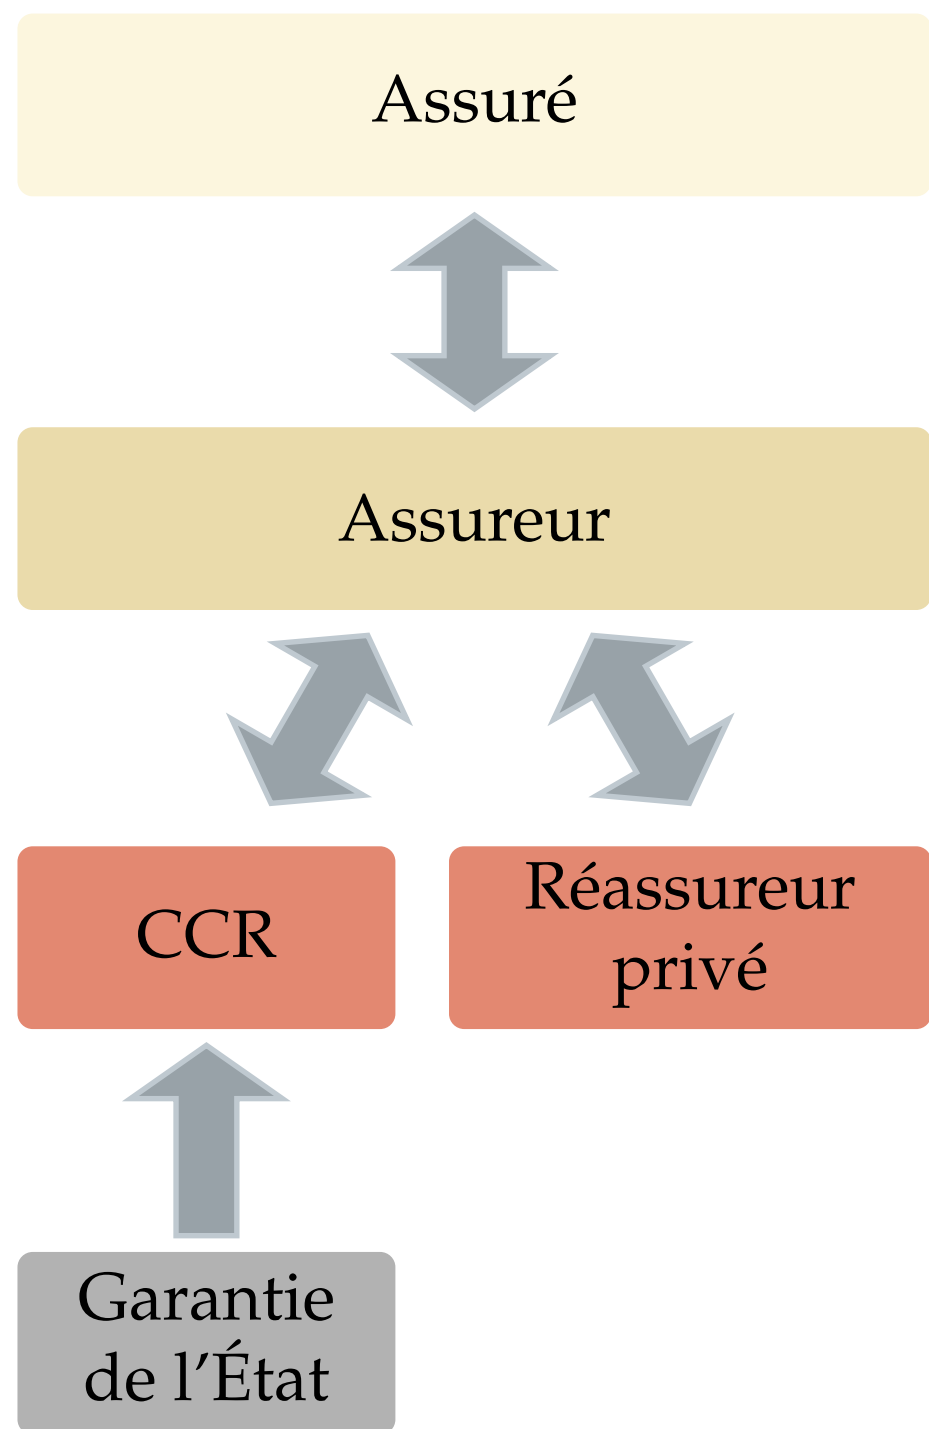 Assuré
Assureur
CCR
Réassureur
privé
Garantie
de l’État